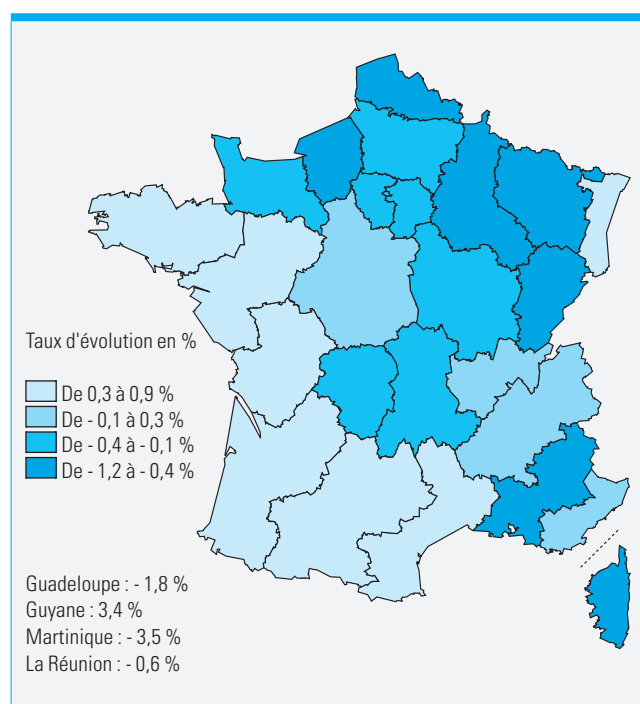 Taux d'évolution en %
De 0,3 à 0,9 %
De - 0,1 à 0,3 %
De - 0,4 à - 0,1 %
De - 1,2 à - 0,4 %
Guadeloupe : - 1,8 %
Guyane : 3,4 %
Martinique : - 3,5 %
La Réunion : - 0,6 %